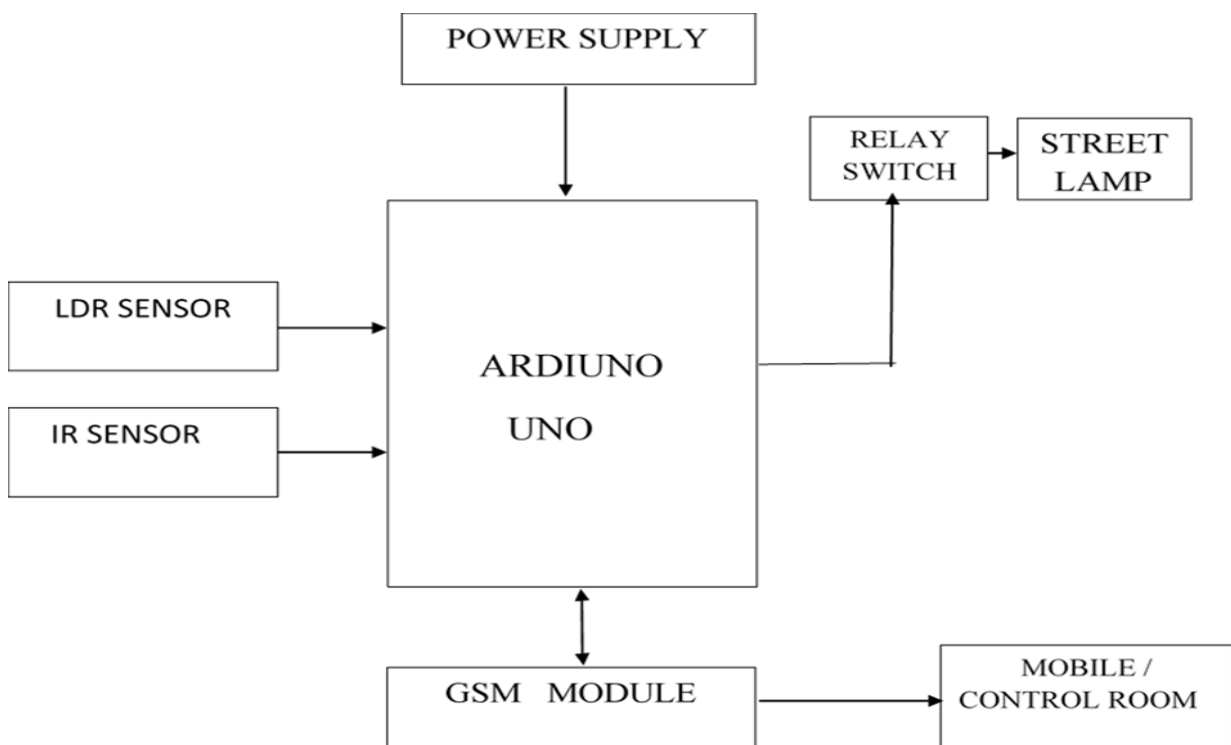 POWER SUPPLY
RELAY
SWITCH
STREET
LAMP
LDR SENSOR
ARDIUNO
UNO
IR SENSOR
GSM MODULE
MOBILE /
CONTROL ROOM